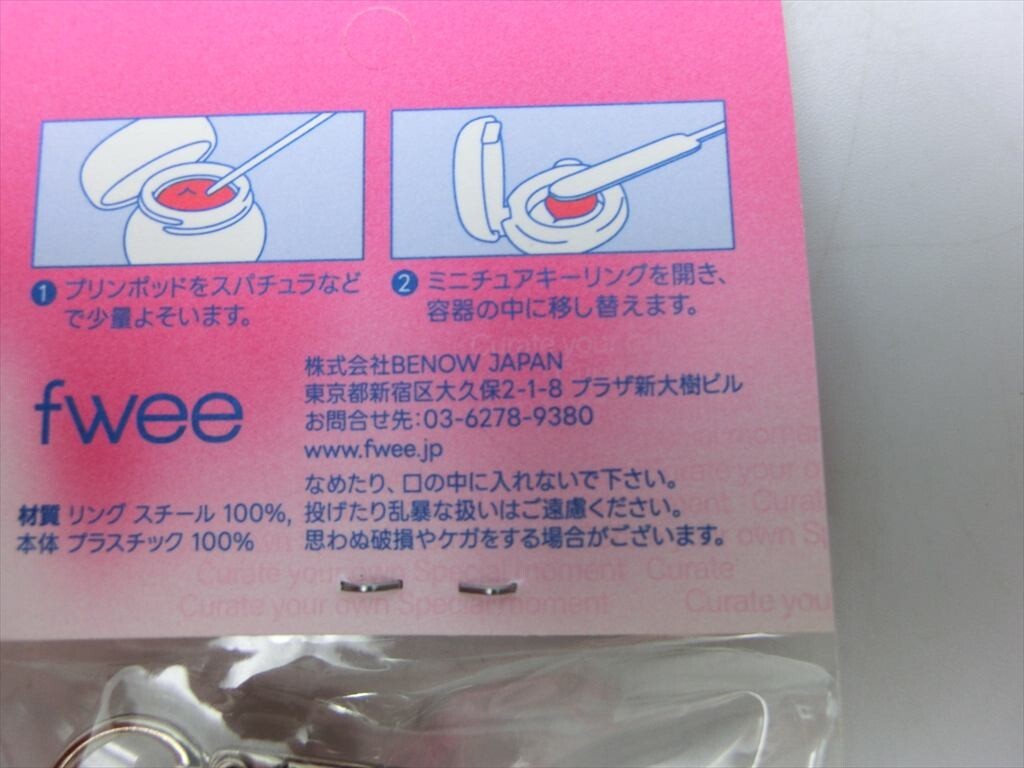 1 プリンポッドをスパチュラなど
で少量よそいます。
2 ミニチュアキーリングを開き、
容器の中に移し替えます。
Curate your
fwee
株式会社BENOW JAPAN
東京都新宿区大久保2-1-8 プラザ新大樹ビル
お問合せ先:03-6278-9380
www.fwee.jp
なめたり、口の中に入れないで下さい。
材質 リング スチール 100%, 投げたり乱暴な扱いはご遠慮ください。
本体 プラスチック 100% 思わぬ破損やケガをする場合がございます。
Curate your own Special moment Curate
Curate your own Special moment Curate you